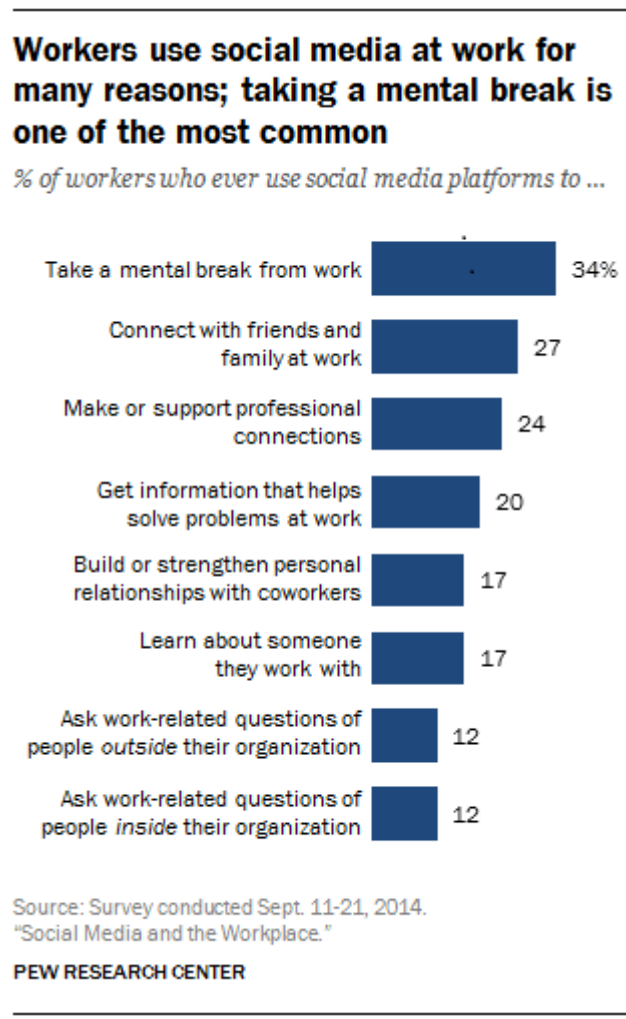 Workers use social media at work for
many reasons; taking a mental break is
one of the most common
% of workers who ever use social media platforms to ...
Take a mental break from work 34%
Connect with friends and
family at work 27
Make or support professional
connections 24
Get information that helps
solve problems at work 20
Build or strengthen personal
relationships with coworkers 17
Learn about someone
they work with 17
Ask work-related questions of
people outside their organization 12
Ask work-related questions of
people inside their organization 12
Source: Survey conducted Sept. 11-21, 2014.
“Social Media and the Workplace.”
PEW RESEARCH CENTER